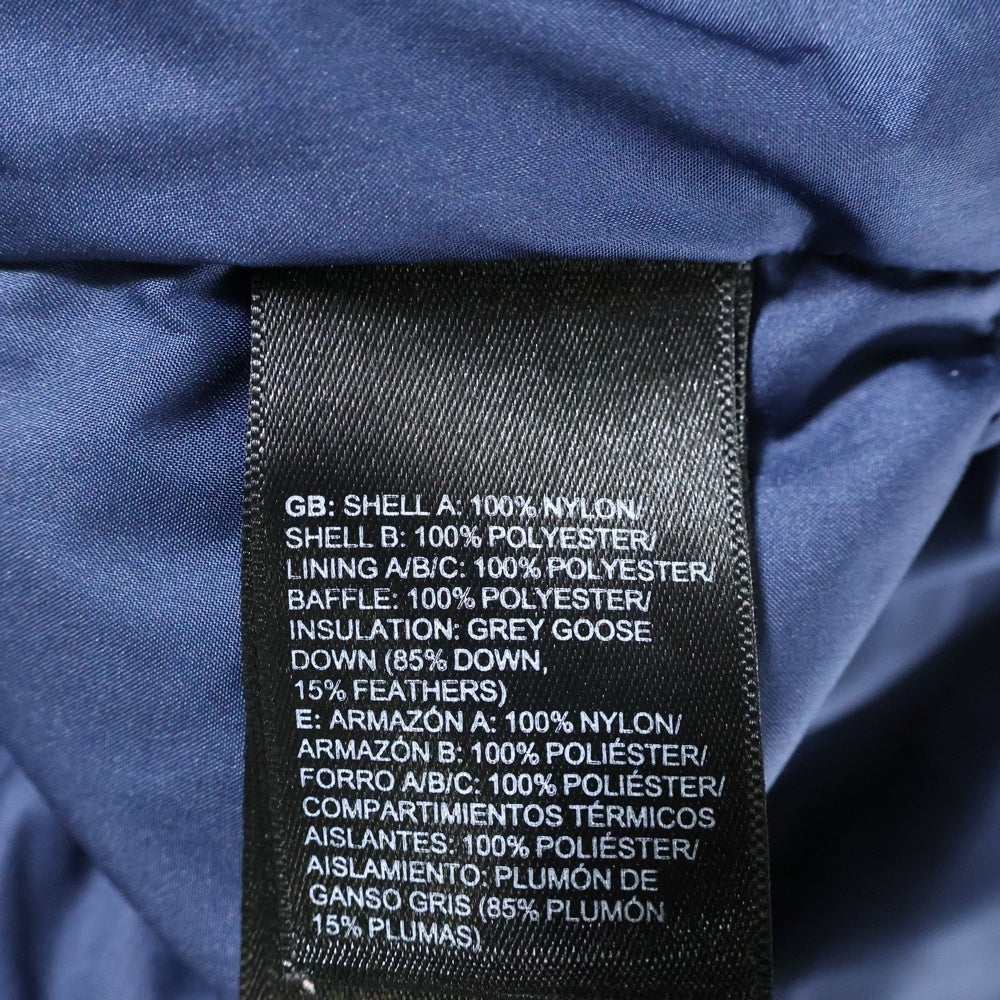 GB: SHELL A: 100% NYLON/
SHELL B: 100% POLYESTER/
LINING A/B/C: 100% POLYESTER/
BAFFLE: 100% POLYESTER/
INSULATION: GREY GOOSE
DOWN (85% DOWN,
15% FEATHERS)
E: ARMAZÓN A: 100% NYLON/
ARMAZÓN B: 100% POLIÉSTER/
FORRO A/B/C: 100% POLIÉSTER/
COMPARTIMIENTOS TÉRMICOS
AISLANTES: 100% POLIÉSTER/
AISLAMIENTO: PLUMÓN DE
GANSO GRIS (85% PLUMÓN
15% PLUMAS)